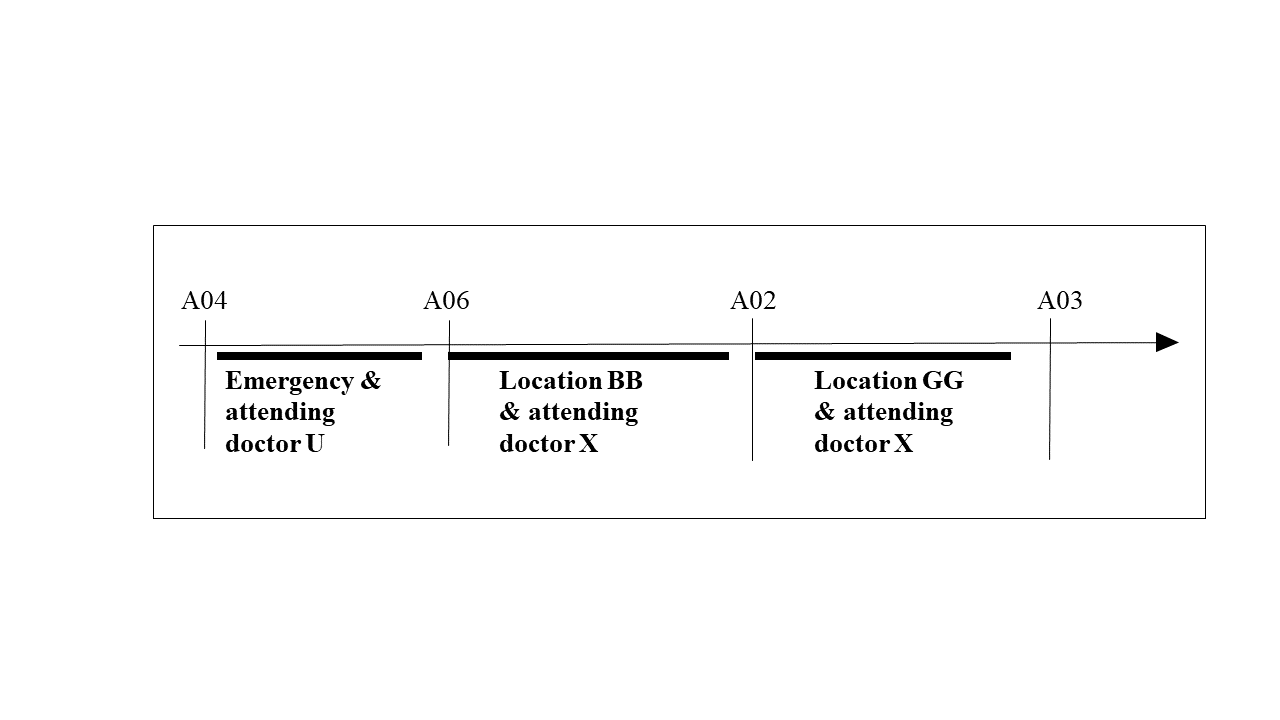 A04 A06 A02 A03
Emergency &
attending
doctor U
Location BB
& attending
doctor X
Location GG
& attending
doctor X